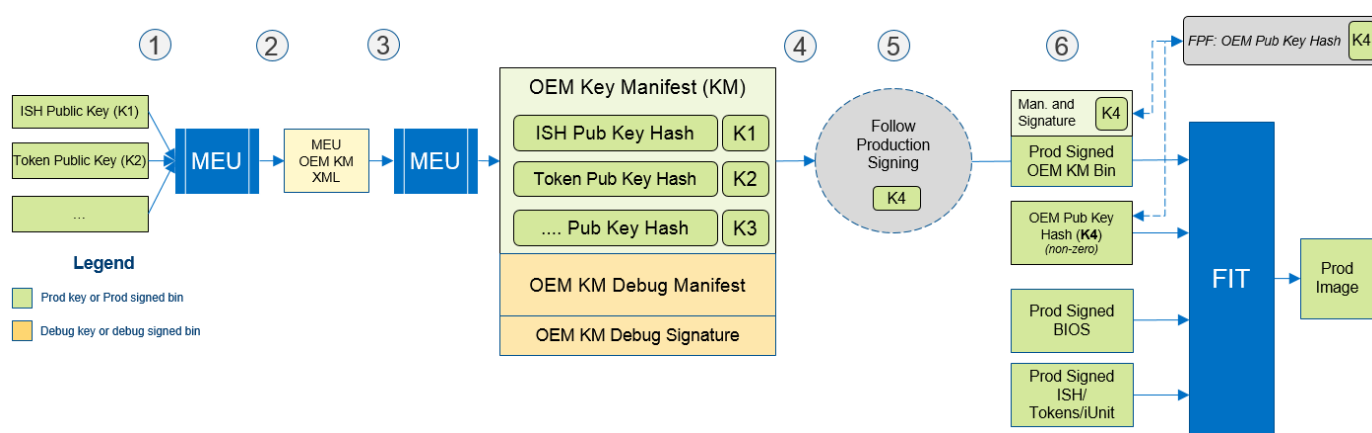 1
2
3
4
5
6
FPF: OEM Pub Key Hash
K4
ISH Public Key (K1)
Token Public Key (K2)
...
MEU
MEU
OEM KM
XML
MEU
OEM Key Manifest (KM)
ISH Pub Key Hash
K1
Token Pub Key Hash
K2
.... Pub Key Hash
K3
OEM KM Debug Manifest
OEM KM Debug Signature
Follow
Production
Signing
K4
Man. and
Signature
K4
Prod Signed
OEM KM Bin
OEM Pub Key
Hash (K4)
(non-zero)
Prod Signed
BIOS
Prod Signed
ISH/
Tokens/iUnit
FIT
Prod
Image
Legend
Prod key or Prod signed bin
Debug key or debug signed bin